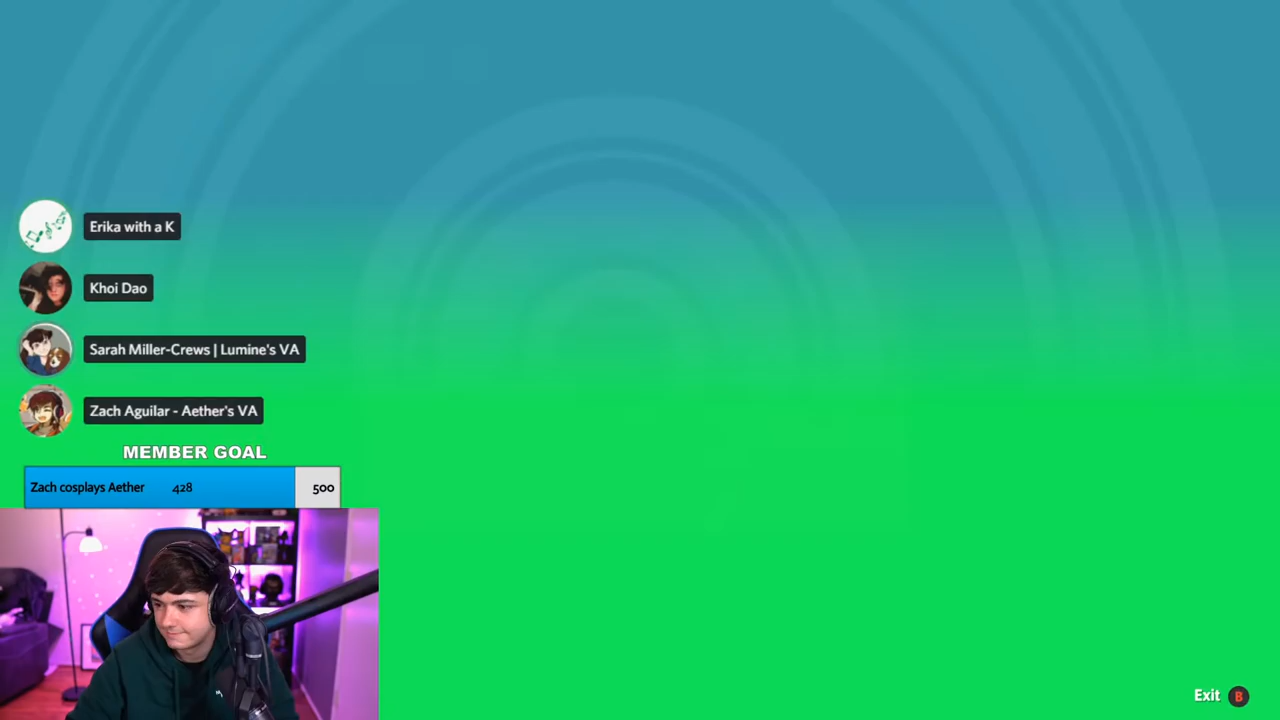 Erika with a K
Khoi Dao
Sarah Miller-Crews | Lumine's VA
Zach Aguilar - Aether's VA
MEMBER GOAL
Zach cosplays Aether 428 500
Exit B